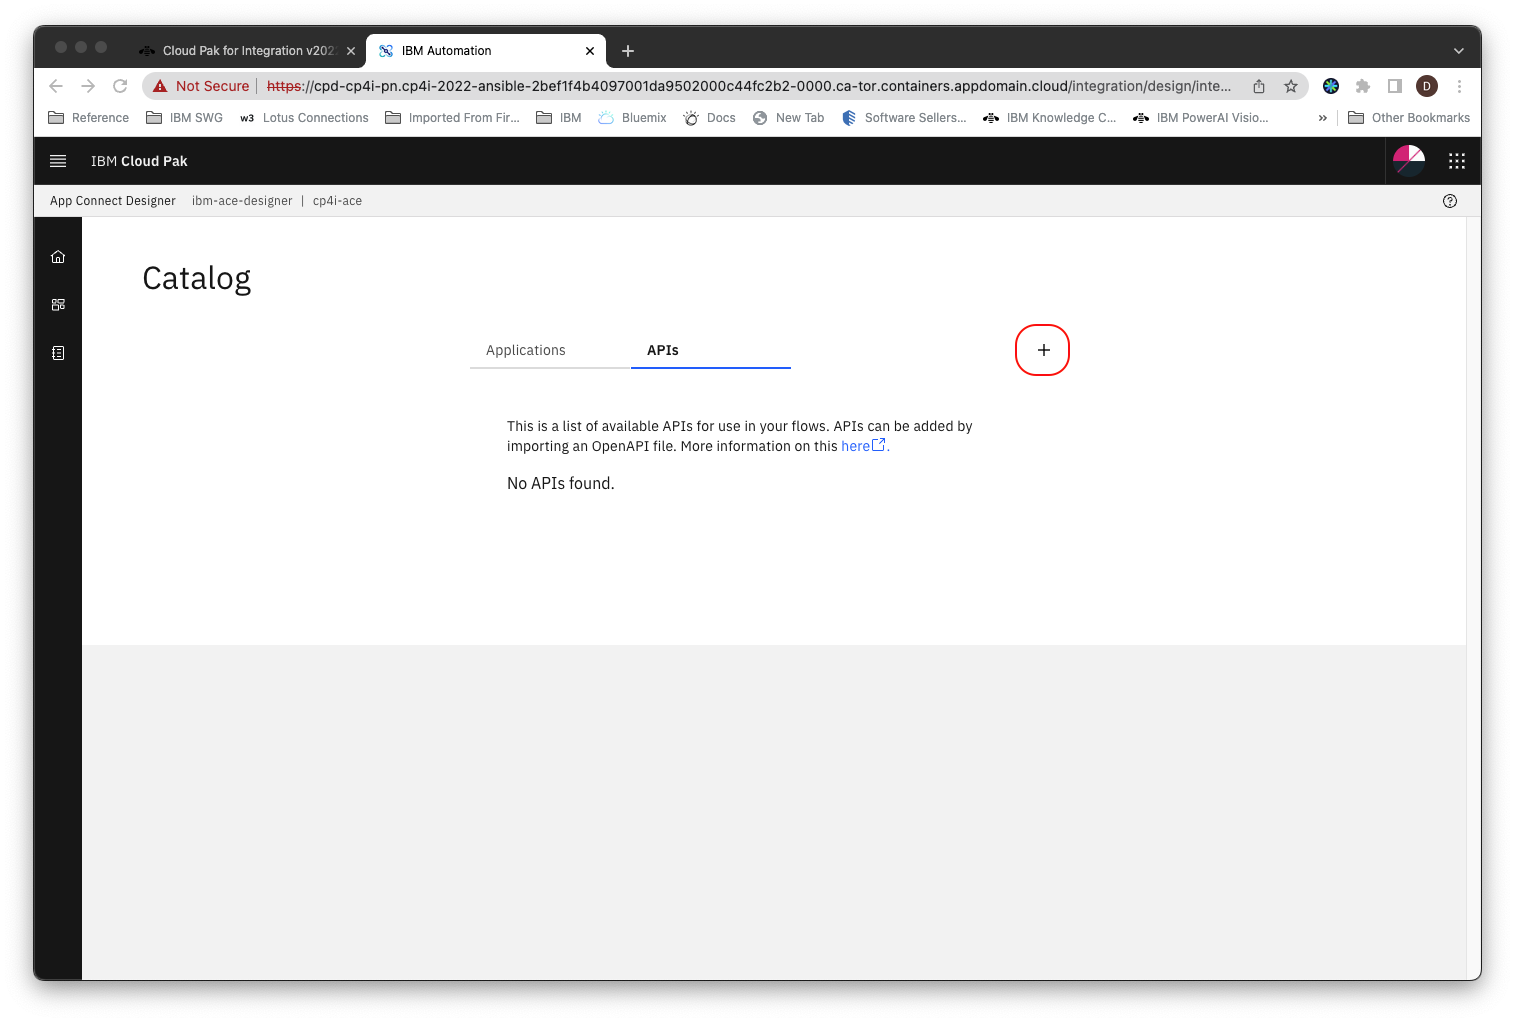 Cloud Pak for Integration v202
IBM Automation
Not Secure
https://cpd-cp4i-pn.cp4i-2022-ansible-2bef1f4b4097001da9502000c44fc2b2-0000.ca-tor.containers.appdomain.cloud/integration/design/inte...
D
Reference
IBM SWG
w3 Lotus Connections
Imported From Fir...
IBM
Bluemix
Docs
New Tab
Software Sellers...
IBM Knowledge C...
IBM PowerAI Visio...
»
Other Bookmarks
IBM Cloud Pak
App Connect Designer ibm-ace-designer | cp4i-ace
Catalog
Applications
APIs
This is a list of available APIs for use in your flows. APIs can be added by
importing an OpenAPI file. More information on this here.
No APIs found.